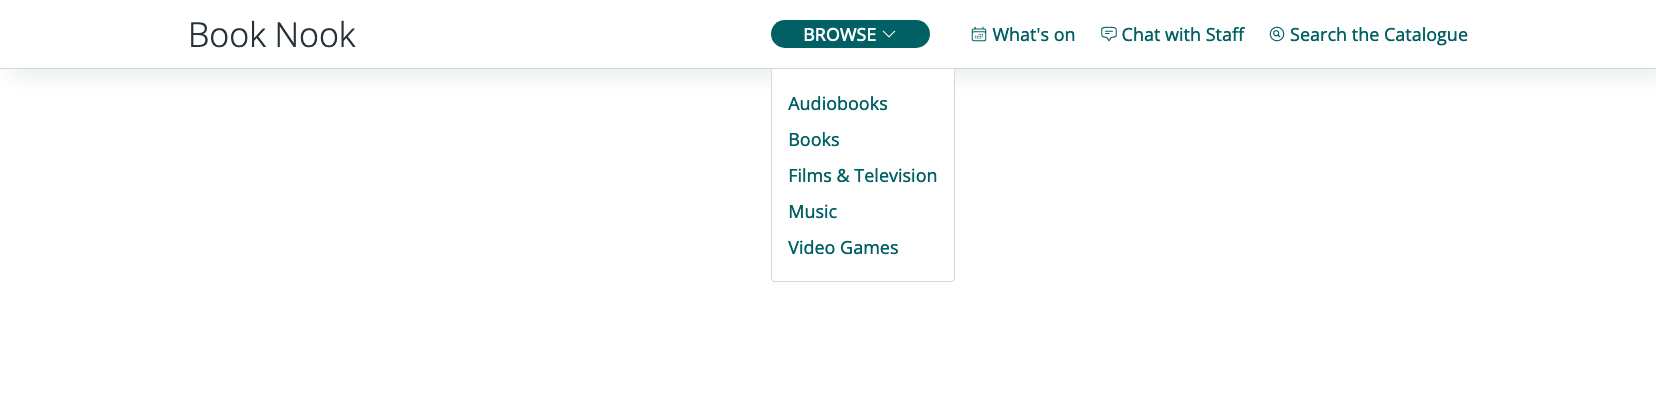 Book Nook
BROWSE
What's on
Chat with Staff
Search the Catalogue
Audiobooks
Books
Films & Television
Music
Video Games